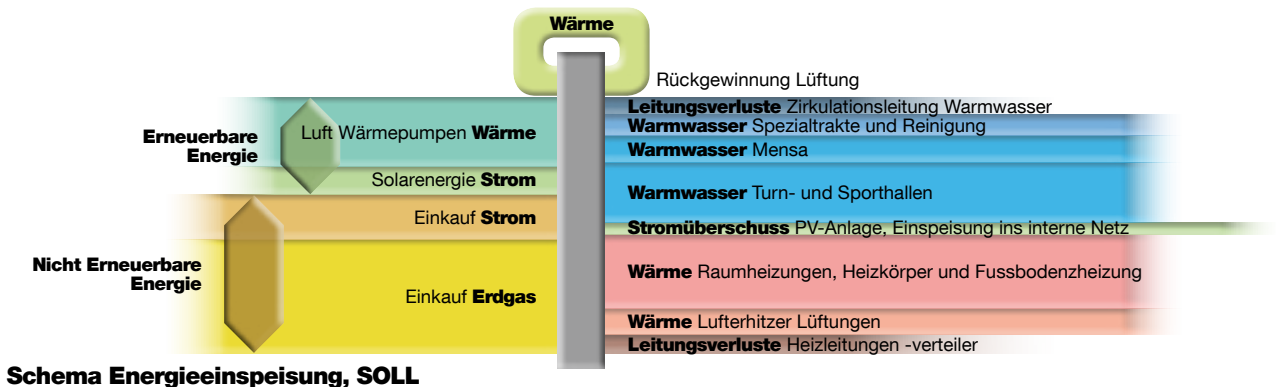 Wärme
Rückgewinnung Lüftung
Erneuerbare
Energie
Luft Wärmepumpen Wärme
Solarenergie Strom
Einkauf Strom
Nicht Erneuerbare
Energie
Einkauf Erdgas
Leitungsverluste Zirkulationsleitung Warmwasser
Warmwasser Spezialtrakte und Reinigung
Warmwasser Mensa
Warmwasser Turn- und Sporthallen
Stromüberschuss PV-Anlage, Einspeisung ins interne Netz
Wärme Raumheizungen, Heizkörper und Fussbodenzheizung
Wärme Lufterhitzer Lüftungen
Leitungsverluste Heizleitungen -verteiler
Schema Energieeinspeisung, SOLL